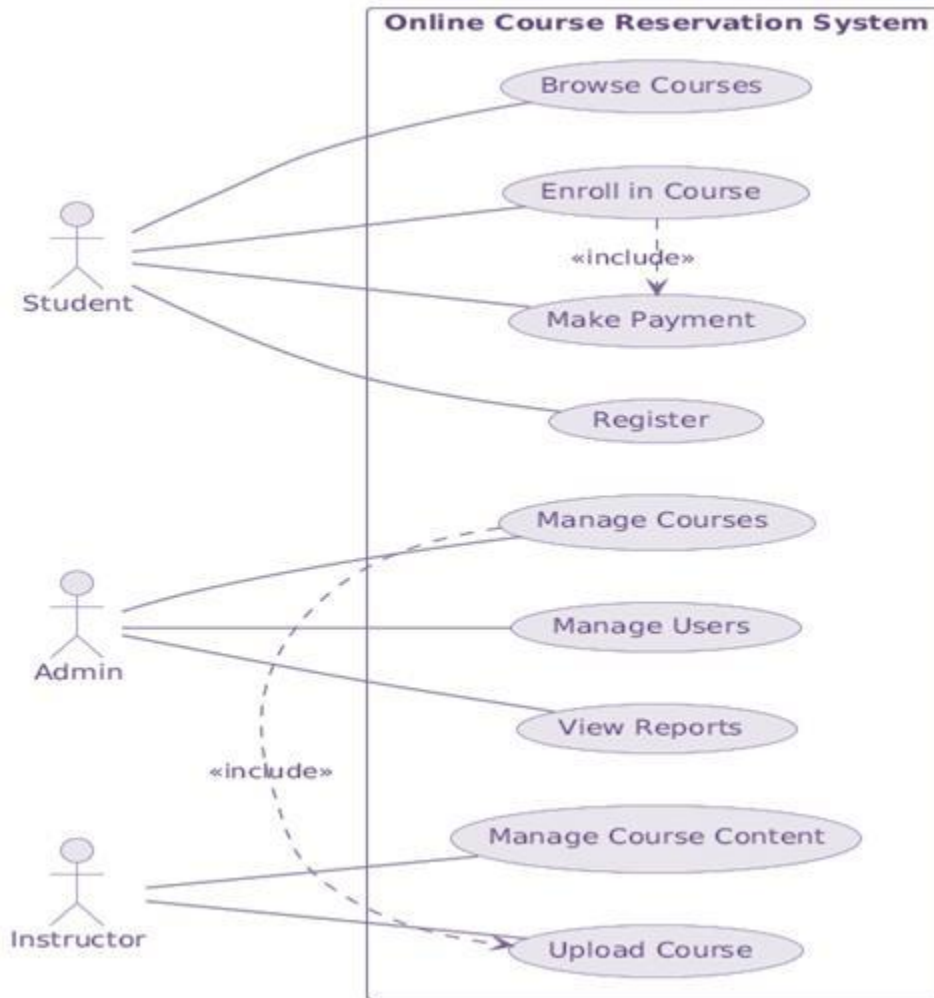 Online Course Reservation System
Browse Courses
Enroll in Course
«include»
Make Payment
Student
Register
Manage Courses
Manage Users
Admin
View Reports
«include»
Manage Course Content
Instructor
Upload Course